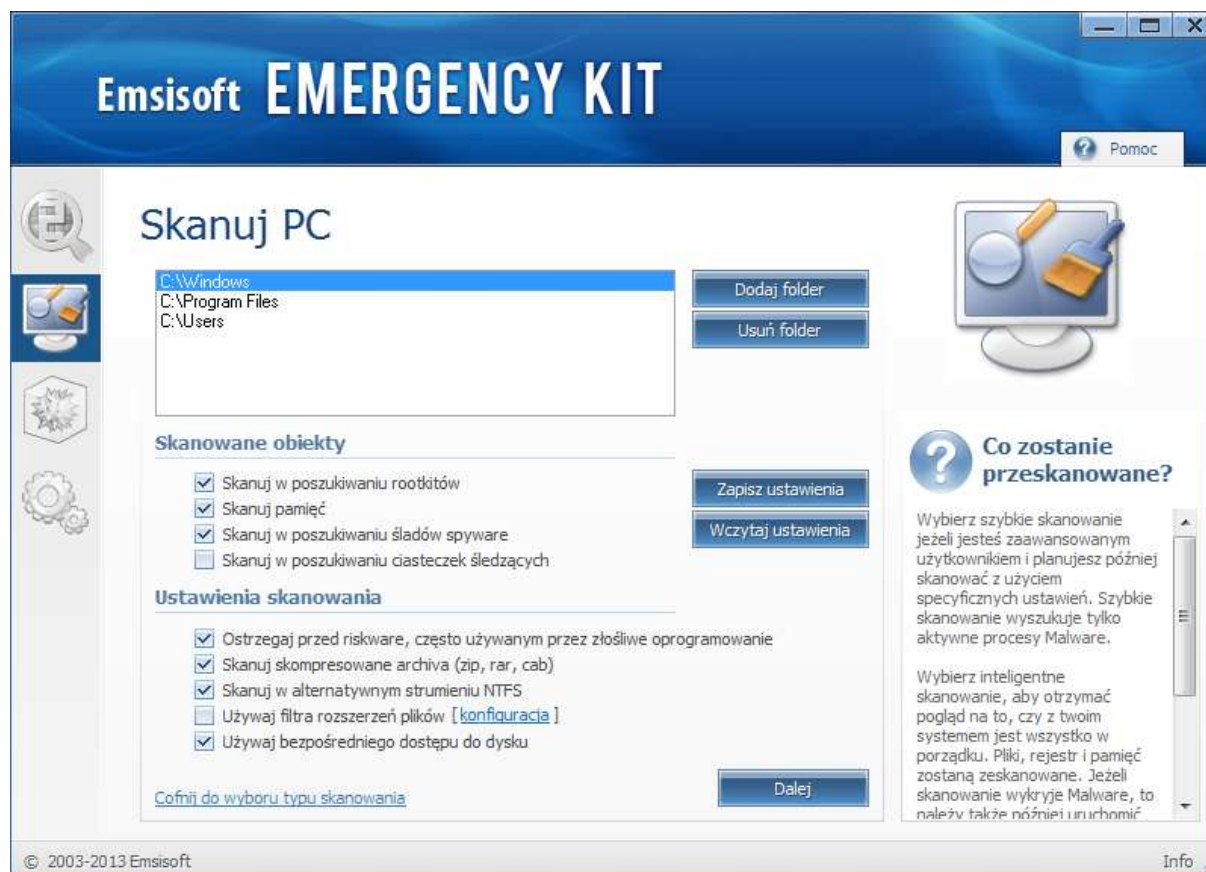 Emsisoft EMERGENCY KIT
Pomoc
Skanuj PC
C:\Windows
C:\Program Files
C:\Users
Dodaj folder
Usuń folder
Skanowane obiekty
Skanuj w poszukiwaniu rootkitów
Skanuj pamięć
Skanuj w poszukiwaniu śladów spyware
Skanuj w poszukiwaniu ciasteczek śledzących
Zapisz ustawienia
Wczytaj ustawienia
Ustawienia skanowania
Ostrzegaj przed riskware, często używanym przez złośliwe oprogramowanie
Skanuj skompresowane archiva (zip, rar, cab)
Skanuj w alternatywnym strumieniu NTFS
Używaj filtra rozszerzeń plików [ konfiguracja ]
Używaj bezpośredniego dostępu do dysku
Cofnij do wyboru typu skanowania
Dalej
Co zostanie
przeskanowane?
Wybierz szybkie skanowanie
jeżeli jesteś zaawansowanym
użytkownikiem i planujesz później
skanować z użyciem
specyficznych ustawień. Szybkie
skanowanie wyszukuje tylko
aktywne procesy Malware.
Wybierz inteligentne
skanowanie, aby otrzymać
pogląd na to, czy z twoim
systemem jest wszystko w
porządku. Pliki, rejestr i pamięć
zostaną zeskanowane. Jeżeli
skanowanie wykryje Malware, to
należy także później uruchomić
© 2003-2013 Emsisoft
Info